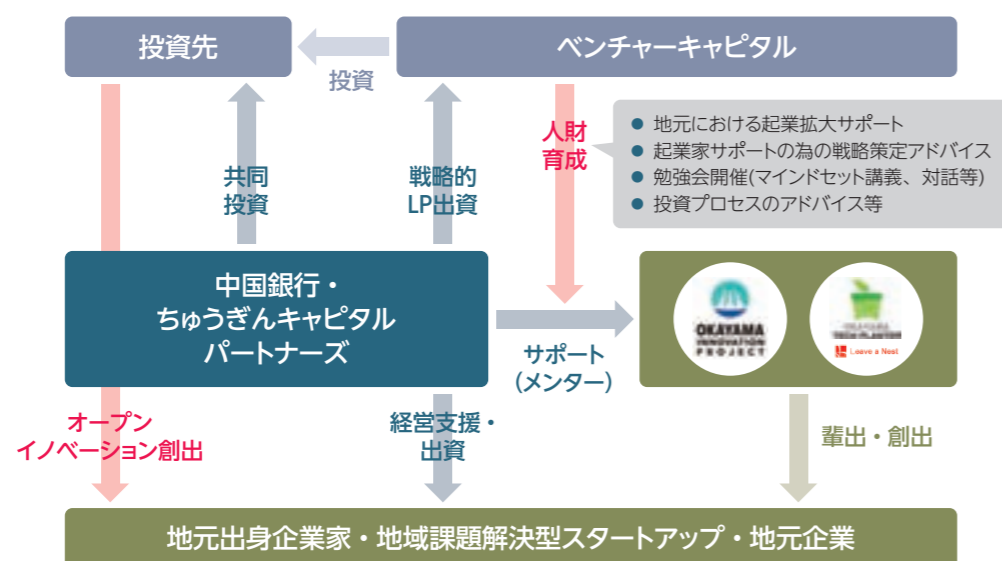 投資先
ベンチャーキャピタル
投資
人財
育成
● 地元における起業拡大サポート
● 起業家サポートの為の戦略策定アドバイス
● 勉強会開催(マインドセット講義、対話等)
● 投資プロセスのアドバイス等
共同
投資
戦略的
LP出資
中国銀行・
ちゅうぎんキャピタル
パートナーズ
サポート
(メンター)
OKAYAMA
INNOVATION
PROJECT
OKAYAMA
TECH PLANTER
Leave a Nest
オープン
イノベーション創出
経営支援・
出資
輩出・創出
地元出身企業家・地域課題解決型スタートアップ・地元企業